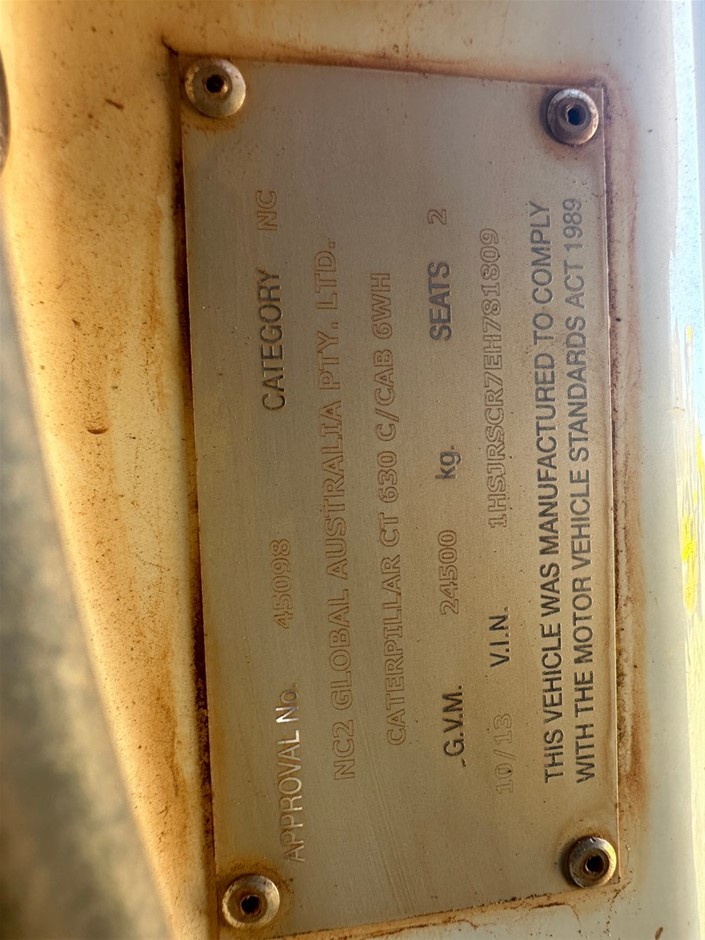 APPROVAL No. 45098 CATEGORY NC
NC2 GLOBAL AUSTRALIA PTY. LTD.
CATERPILLAR CT 630 C/CAB 6WH
G.V.M. 24500 kg. SEATS 2
10/13 V.I.N. 1HSJRSCR7EH781809
THIS VEHICLE WAS MANUFACTURED TO COMPLY
WITH THE MOTOR VEHICLE STANDARDS ACT 1989